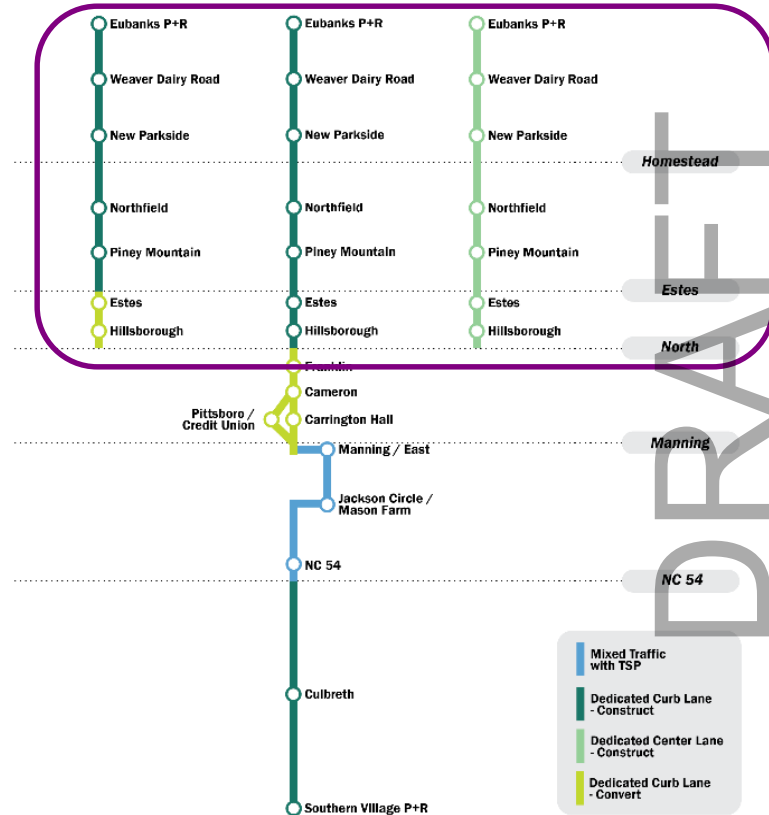 Eubanks P+R
Eubanks P+R
Eubanks P+R
Weaver Dairy Road
Weaver Dairy Road
Weaver Dairy Road
New Parkside
New Parkside
New Parkside
Homestead
Northfield
Northfield
Northfield
Piney Mountain
Piney Mountain
Piney Mountain
Estes
Estes
Estes
Estes
Hillsborough
Hillsborough
Hillsborough
North
Franklin
Cameron
Pittsboro /
Credit Union
Carrington Hall
Manning
Manning / East
Jackson Circle /
Mason Farm
NC 54
NC 54
Culbreth
Southern Village P+R
Mixed Traffic
with TSP
Dedicated Curb Lane
- Construct
Dedicated Center Lane
- Construct
Dedicated Curb Lane
- Convert
DRAFT